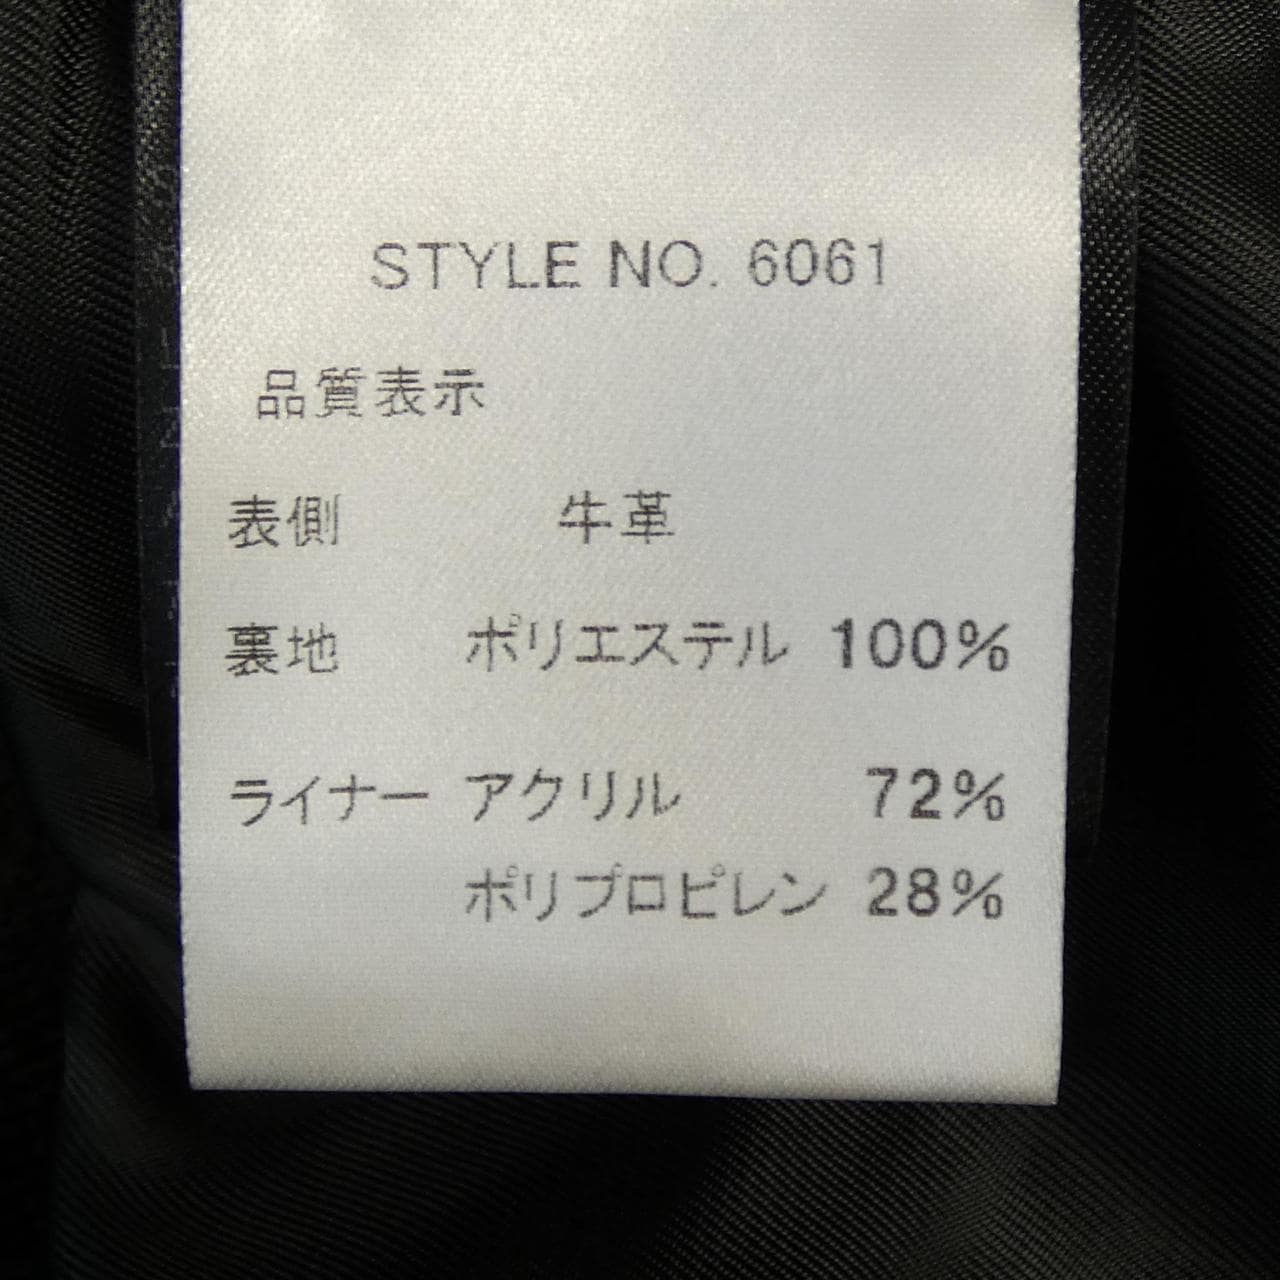 STYLE NO. 6061
品質表示
表側 牛革
裏地 ポリエステル 100%
ライナー アクリル 72%
ポリプロピレン 28%